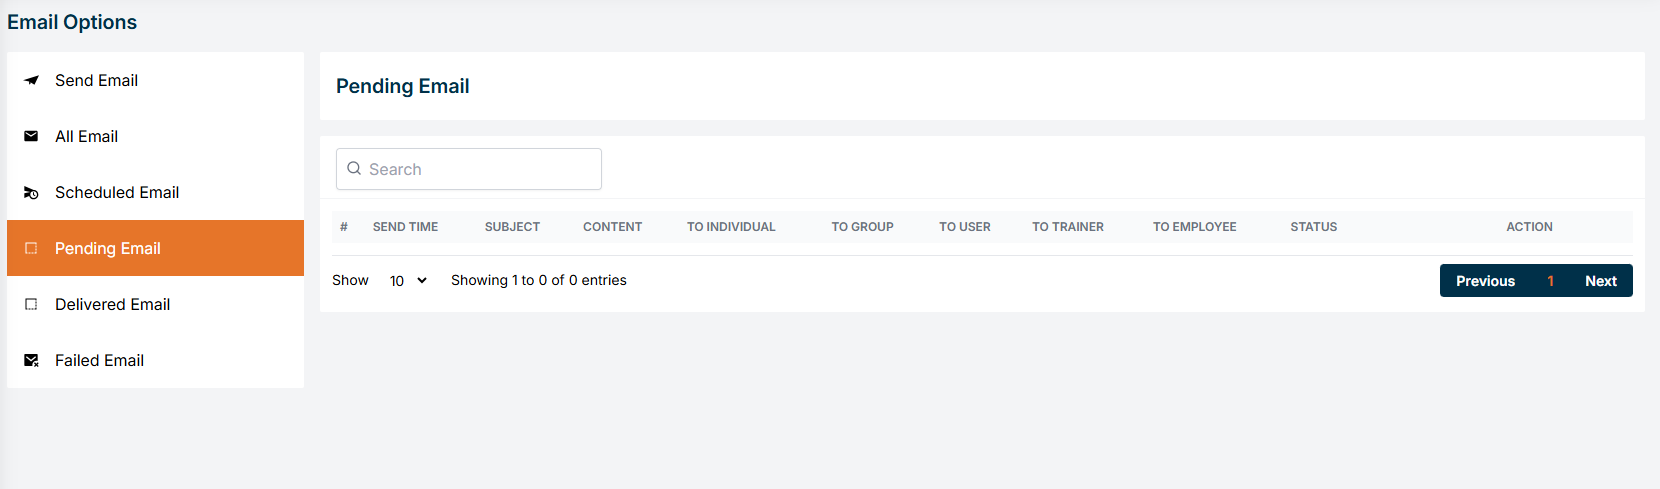 Email Options
Send Email
All Email
Scheduled Email
Pending Email
Delivered Email
Failed Email
Pending Email
Search
# SEND TIME SUBJECT CONTENT TO INDIVIDUAL TO GROUP TO USER TO TRAINER TO EMPLOYEE STATUS ACTION
Show 10 Showing 1 to 0 of 0 entries Previous 1 Next